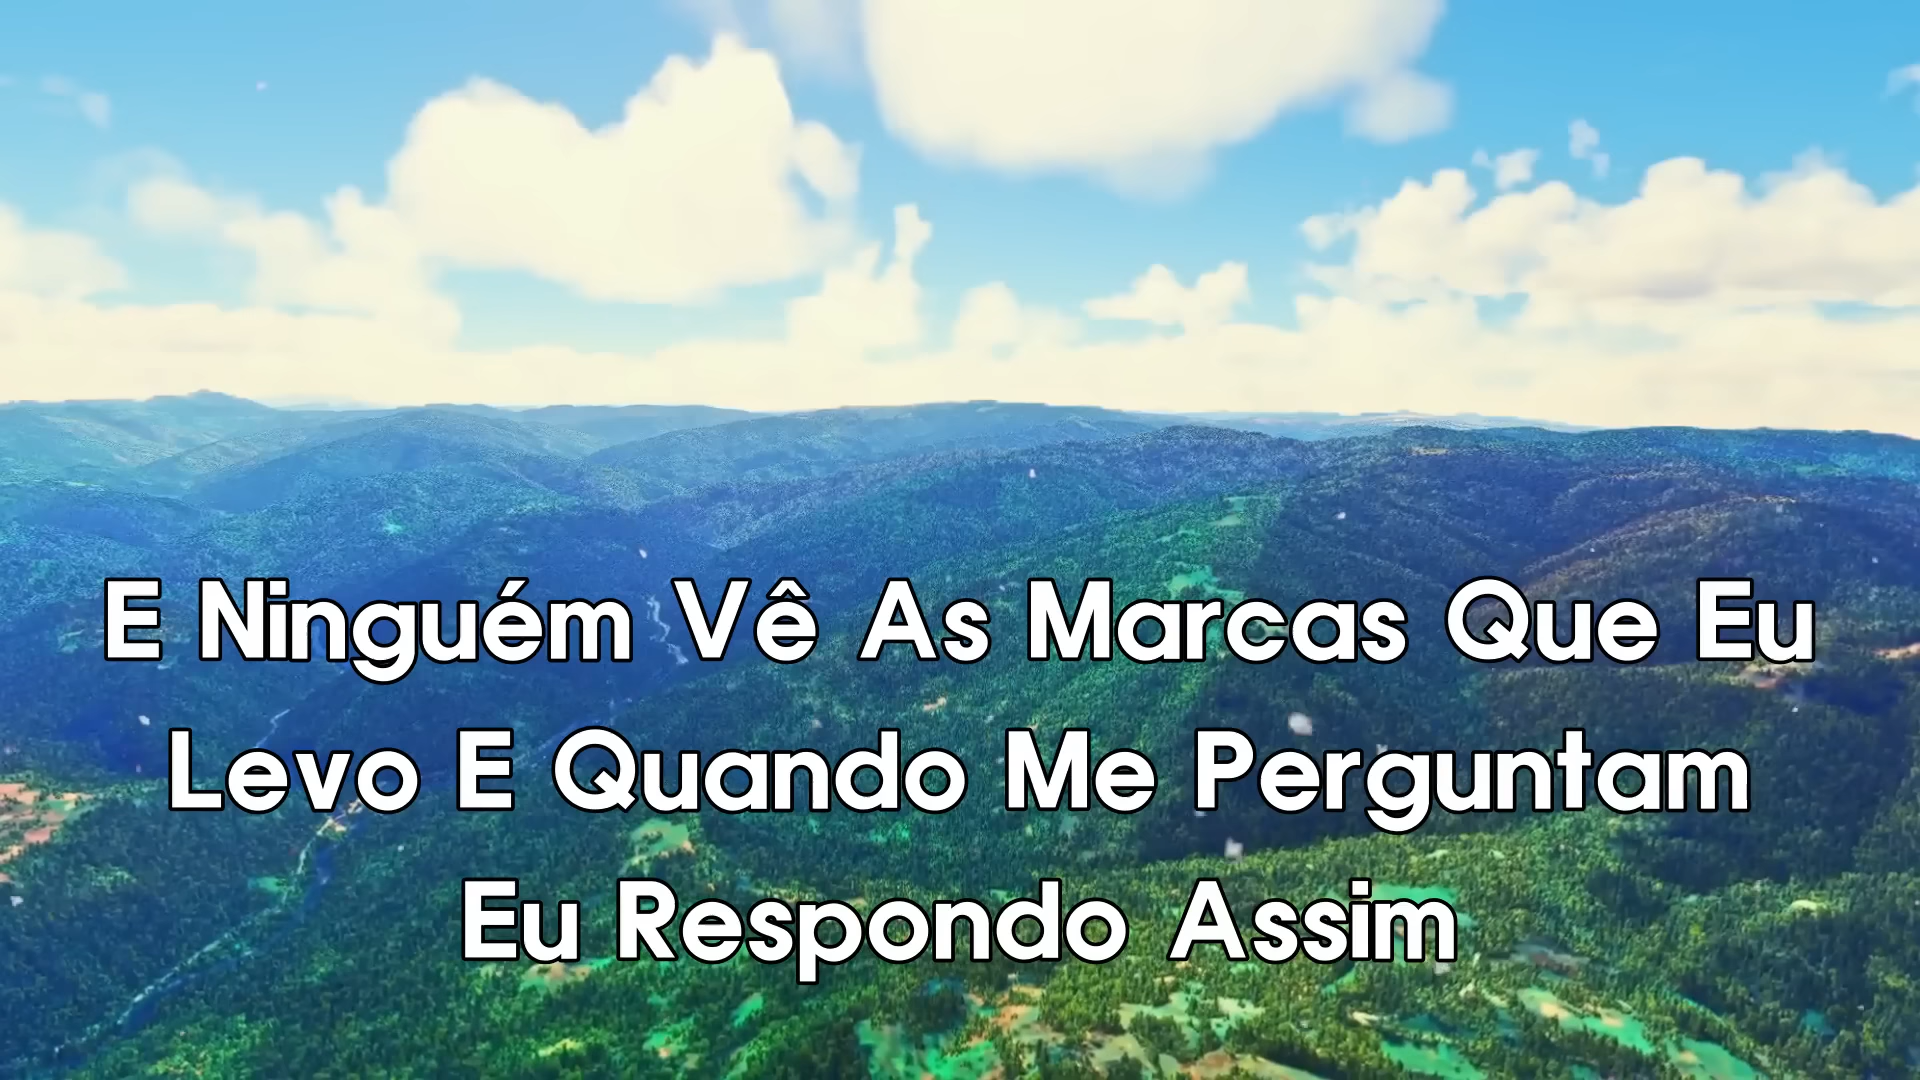 E Ninguém Vê As Marcas Que Eu
Levo E Quando Me Perguntam
Eu Respondo Assim